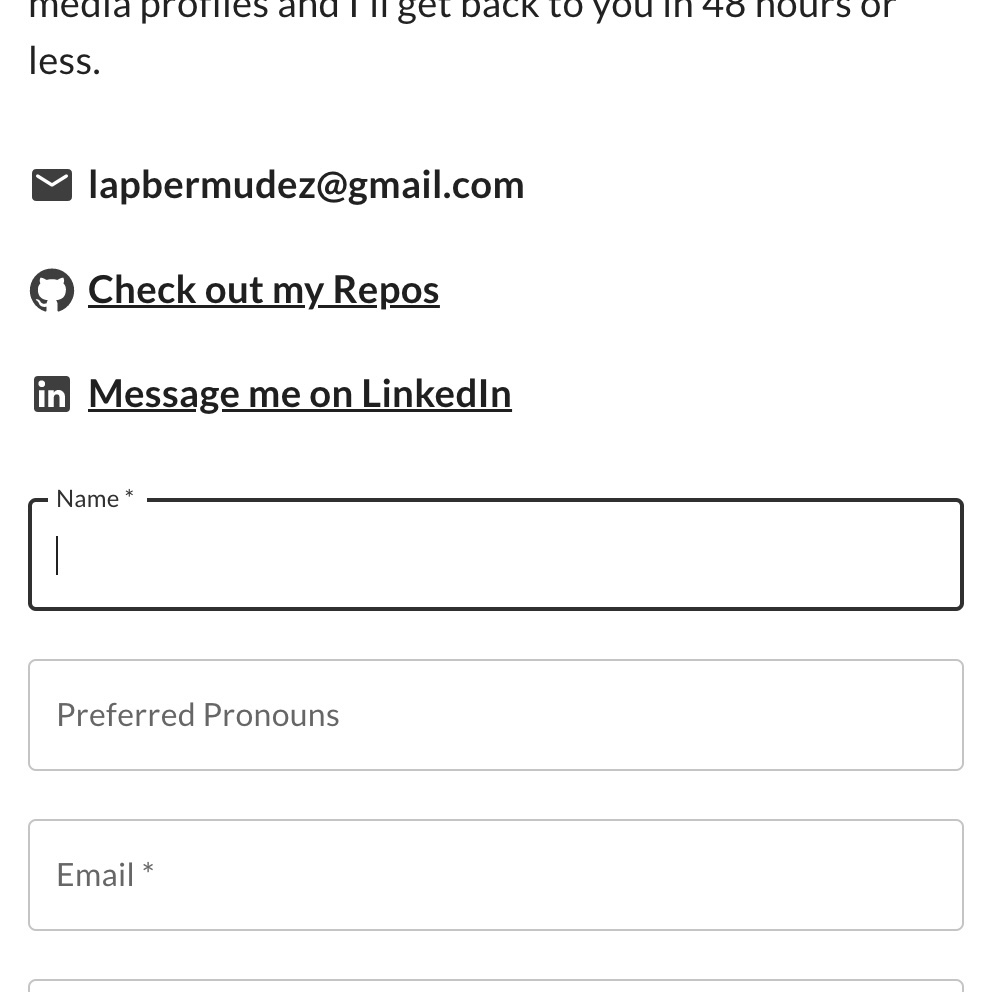 media profiles and I'll get back to you in 48 hours or
less.
lapbermudez@gmail.com
Check out my Repos
Message me on LinkedIn
Name *
Preferred Pronouns
Email *